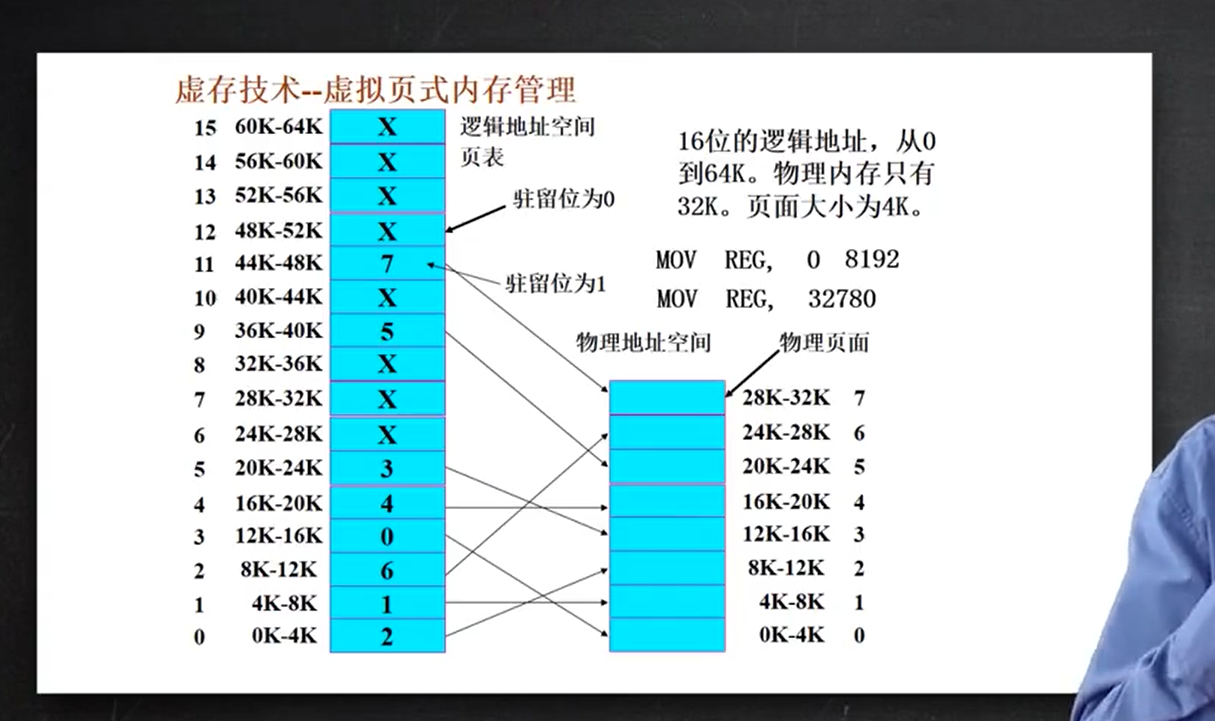 虚存技术--虚拟页式内存管理
15 60K-64K X 逻辑地址空间
页表
14 56K-60K X
13 52K-56K X
驻留位为0
12 48K-52K X
11 44K-48K 7
驻留位为1
10 40K-44K X
9 36K-40K 5
8 32K-36K X
7 28K-32K X
6 24K-28K X
5 20K-24K 3
4 16K-20K 4
3 12K-16K 0
2 8K-12K 6
1 4K-8K 1
0 0K-4K 2
16位的逻辑地址，从0
到64K。物理内存只有
32K。页面大小为4K。
MOV REG, 0 8192
MOV REG, 32780
物理地址空间 物理页面
28K-32K 7
24K-28K 6
20K-24K 5
16K-20K 4
12K-16K 3
8K-12K 2
4K-8K 1
0K-4K 0